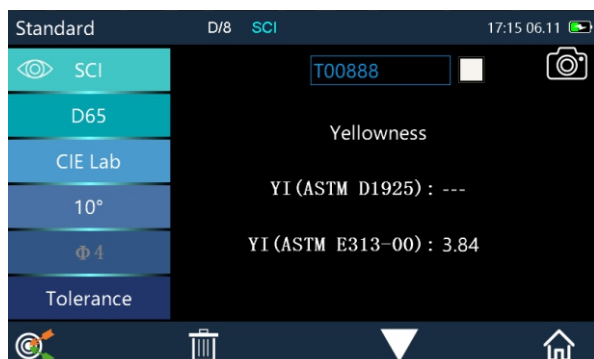 Standard D/8 SCI 17:15 06.11
SCI
T00888
D65
Yellowness
CIE Lab
YI(ASTM D1925): ---
10°
YI(ASTM E313-00): 3.84
Φ4
Tolerance